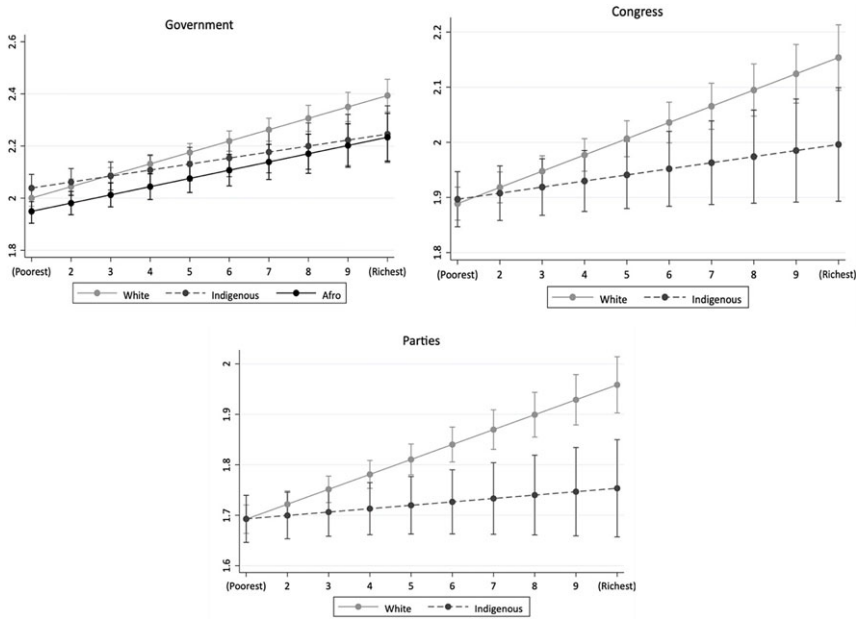 Government
2.6
2.4
2.2
2
1.8
(Poorest) 2 3 4 5 6 7 8 9 (Richest)
White Indigenous Afro
Congress
2.2
2.1
2
1.9
1.8
(Poorest) 2 3 4 5 6 7 8 9 (Richest)
White Indigenous
Parties
2
1.9
1.8
1.7
1.6
(Poorest) 2 3 4 5 6 7 8 9 (Richest)
White Indigenous